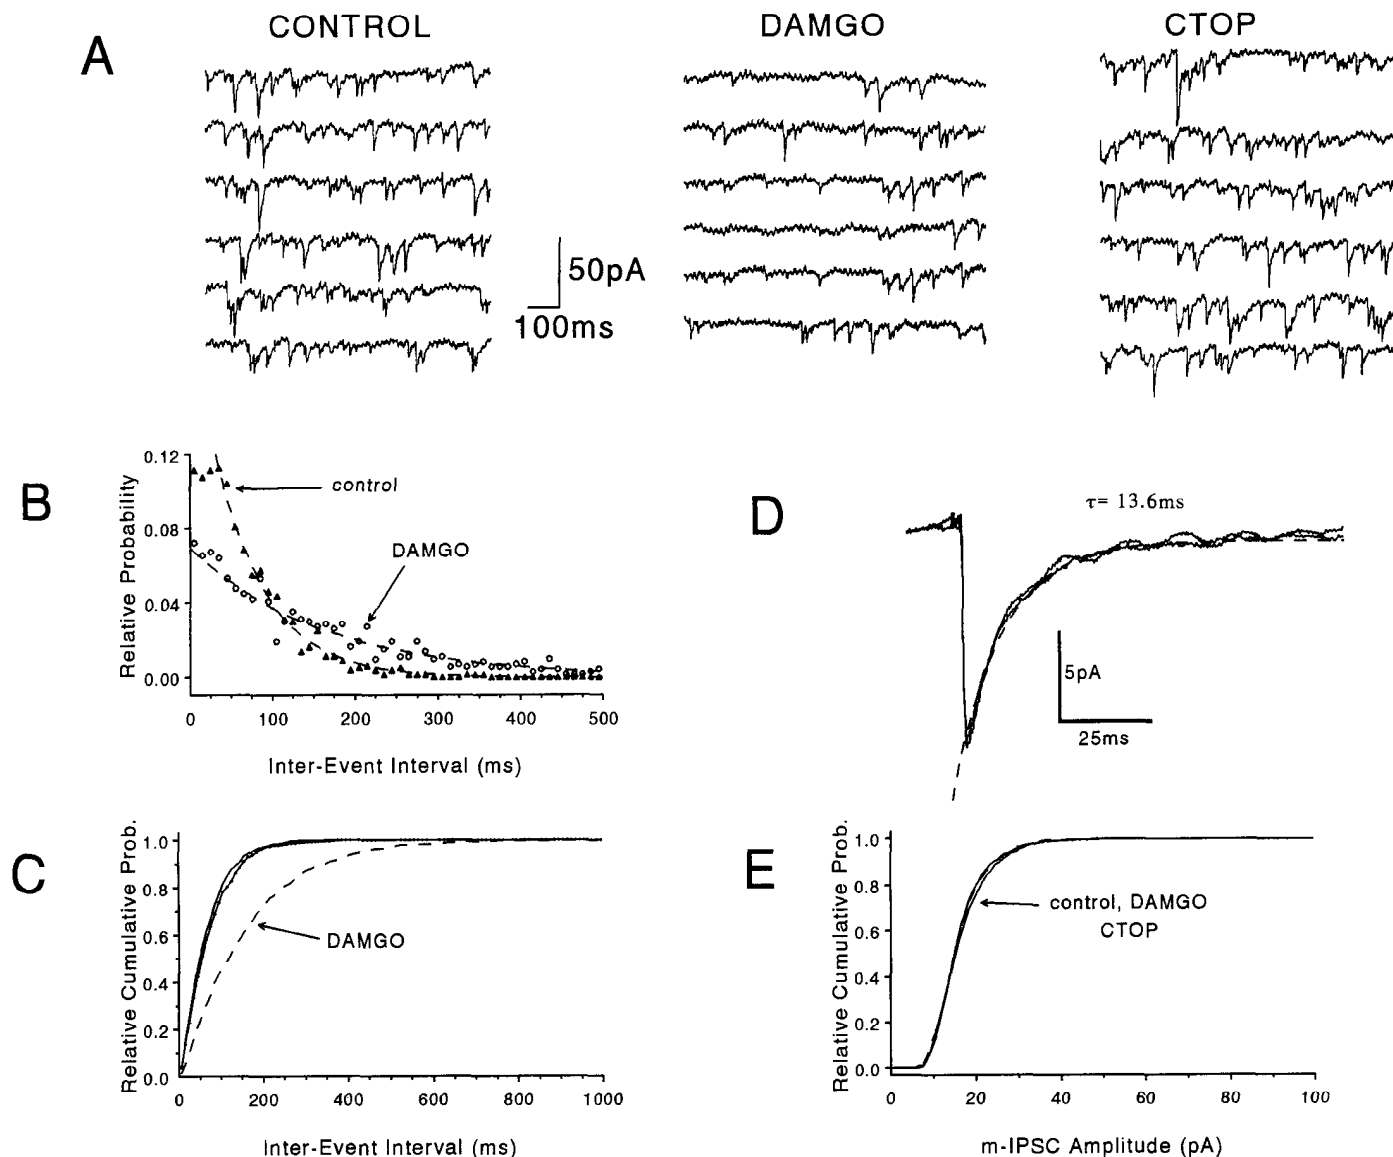 A
CONTROL
DAMGO
CTOP
50pA
100ms
B
Relative Probability
0.12
0.08
0.04
0.00
control
DAMGO
0 100 200 300 400 500
Inter-Event Interval (ms)
D
τ= 13.6ms
5pA
25ms
C
Relative Cumulative Prob.
1.0
0.8
0.6
0.4
0.2
0.0
DAMGO
0 200 400 600 800 1000
Inter-Event Interval (ms)
E
Relative Cumulative Prob.
1.0
0.8
0.6
0.4
0.2
0.0
control, DAMGO
CTOP
0 20 40 60 80 100
m-IPSC Amplitude (pA)